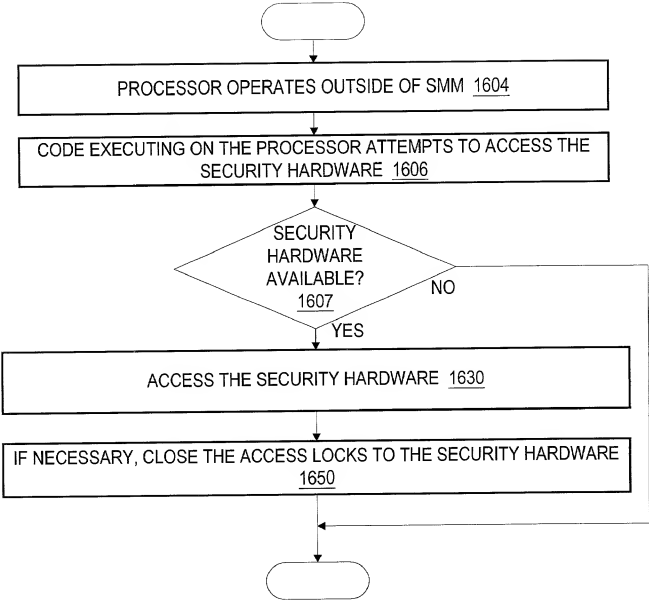 PROCESSOR OPERATES OUTSIDE OF SMM 1604
CODE EXECUTING ON THE PROCESSOR ATTEMPTS TO ACCESS THE
SECURITY HARDWARE 1606
SECURITY
HARDWARE
AVAILABLE?
1607
NO
YES
ACCESS THE SECURITY HARDWARE 1630
IF NECESSARY, CLOSE THE ACCESS LOCKS TO THE SECURITY HARDWARE
1650